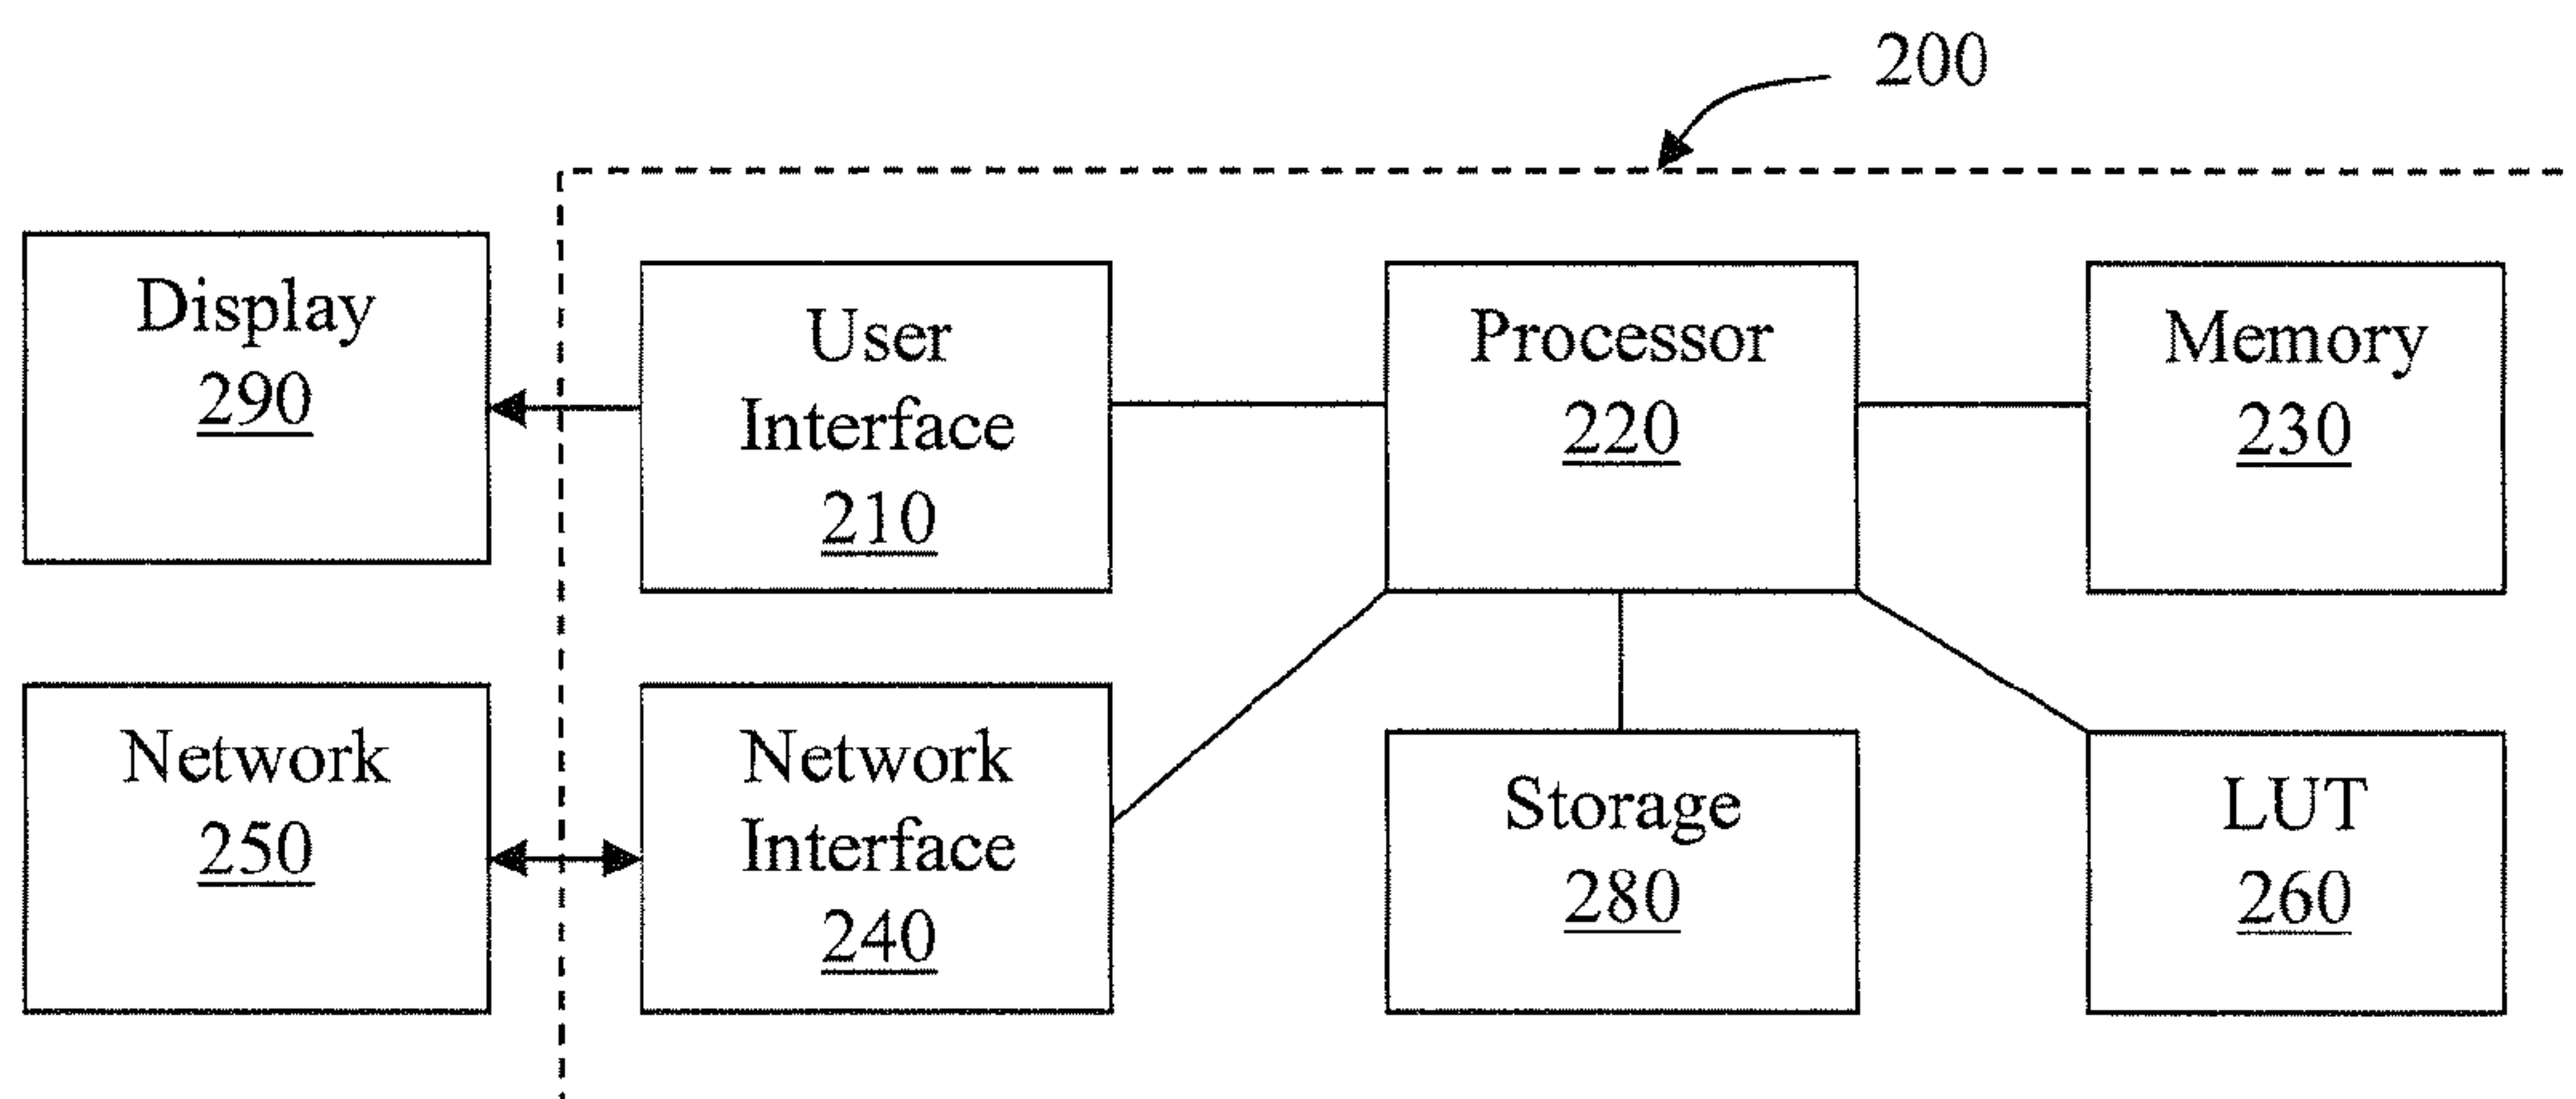 200
Display
290
User
Interface
210
Processor
220
Memory
230
Network
250
Network
Interface
240
Storage
280
LUT
260